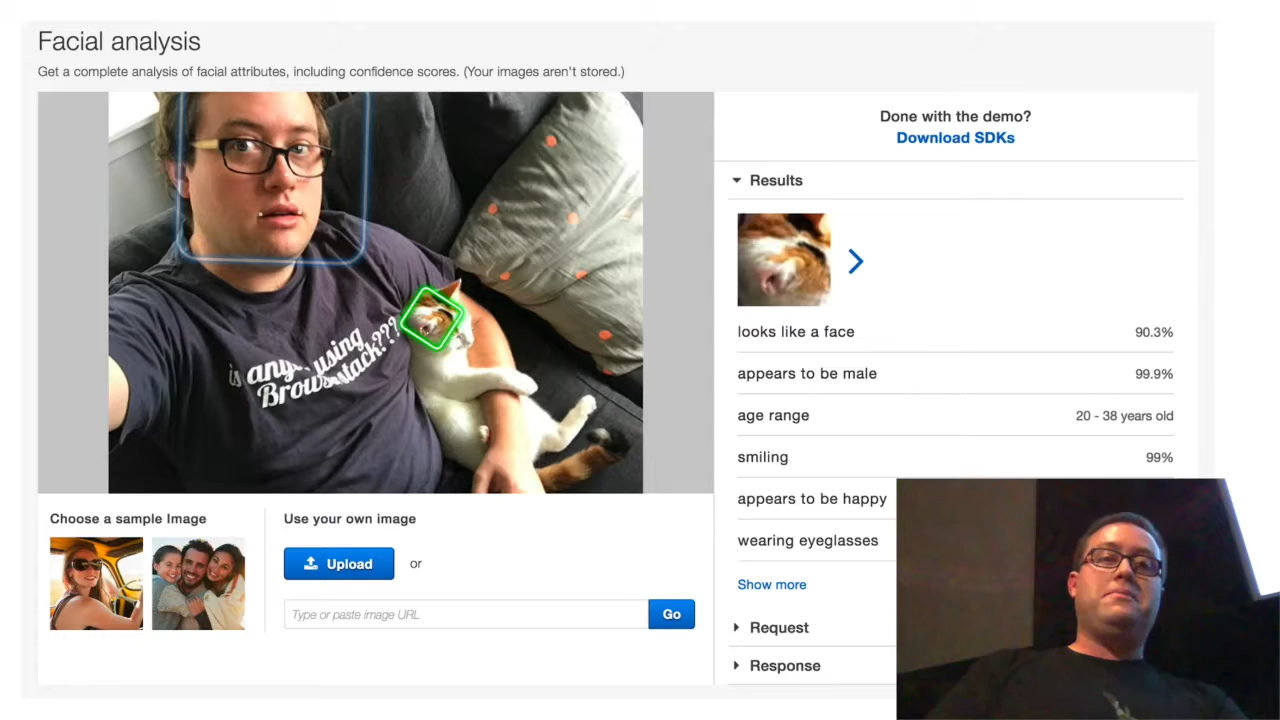 Facial analysis
Get a complete analysis of facial attributes, including confidence scores. (Your images aren't stored.)
is any using
Browserstack???
Choose a sample Image
Use your own image
Upload
or
Type or paste image URL
Go
Done with the demo?
Download SDKs
Results
looks like a face 90.3%
appears to be male 99.9%
age range 20 - 38 years old
smiling 99%
appears to be happy
wearing eyeglasses
Show more
Request
Response